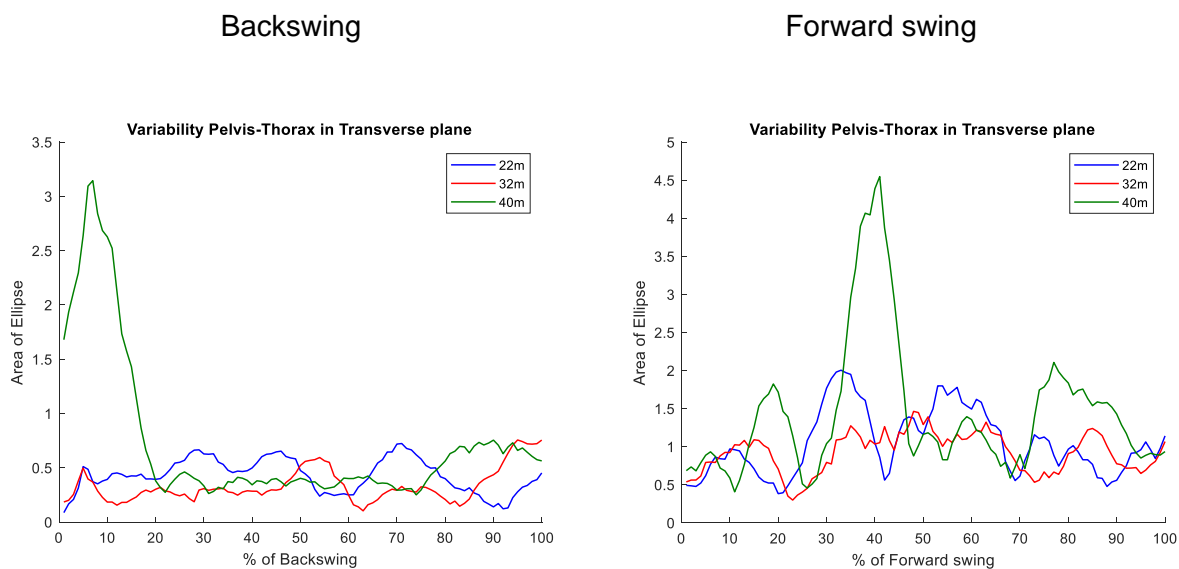 Backswing
Forward swing
Variability Pelvis-Thorax in Transverse plane
3.5
3
2.5
2
1.5
1
0.5
0
Area of Ellipse
22m
32m
40m
0 10 20 30 40 50 60 70 80 90 100
% of Backswing
Variability Pelvis-Thorax in Transverse plane
5
4.5
4
3.5
3
2.5
2
1.5
1
0.5
0
Area of Ellipse
22m
32m
40m
0 10 20 30 40 50 60 70 80 90 100
% of Forward swing